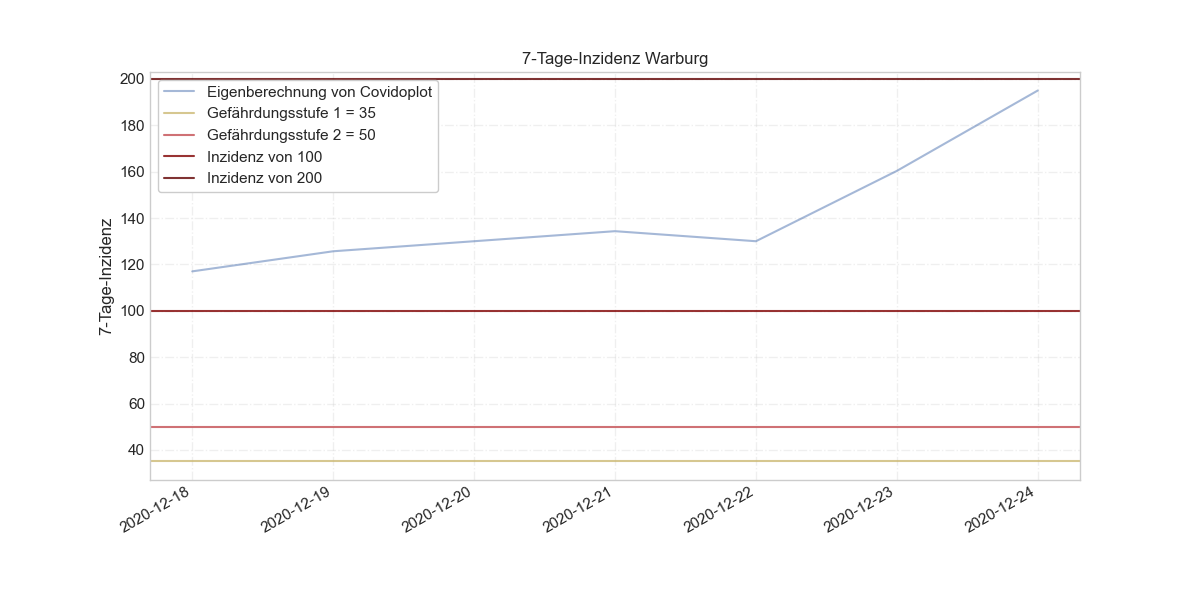 7-Tage-Inzidenz Warburg
Eigenberechnung von Covidoplot
Gefährdungsstufe 1 = 35
Gefährdungsstufe 2 = 50
Inzidenz von 100
Inzidenz von 200
7-Tage-Inzidenz
200
180
160
140
120
100
80
60
40
2020-12-18
2020-12-19
2020-12-20
2020-12-21
2020-12-22
2020-12-23
2020-12-24